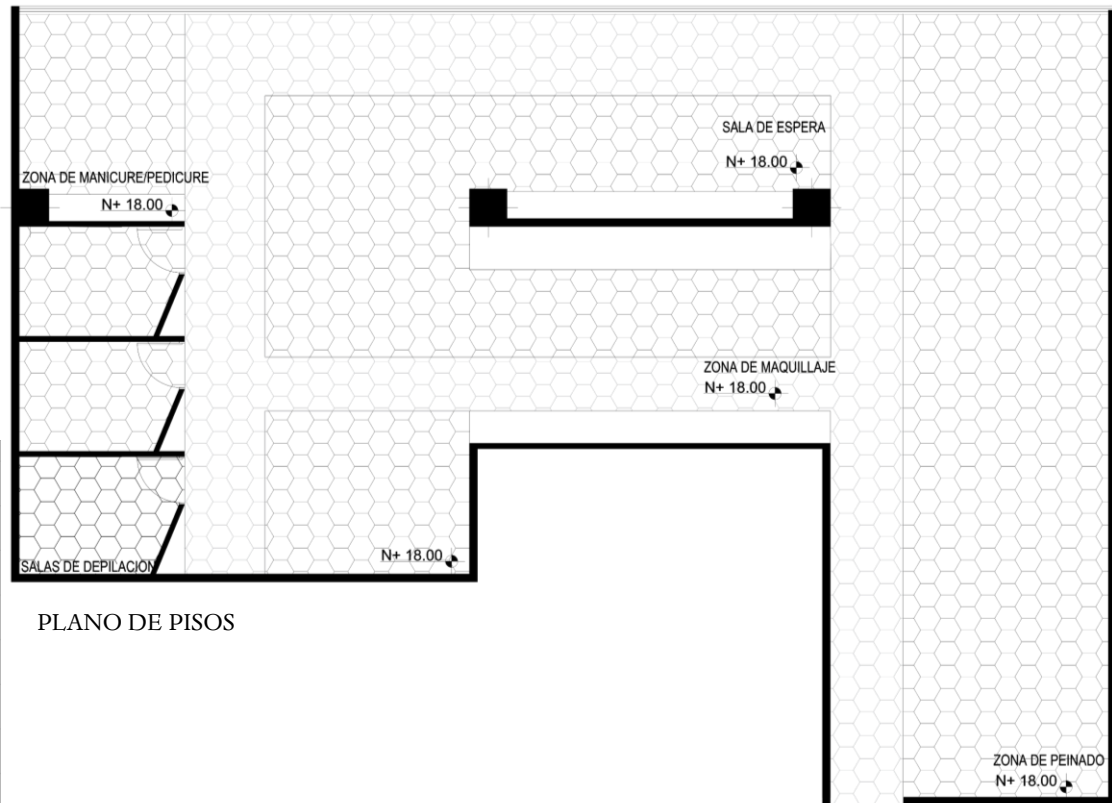 SALA DE ESPERA
N+ 18.00
ZONA DE MANICURE/PEDICURE
N+ 18.00
ZONA DE MAQUILLAJE
N+ 18.00
N+ 18.00
SALAS DE DEPILACION
PLANO DE PISOS
ZONA DE PEINADO
N+ 18.00